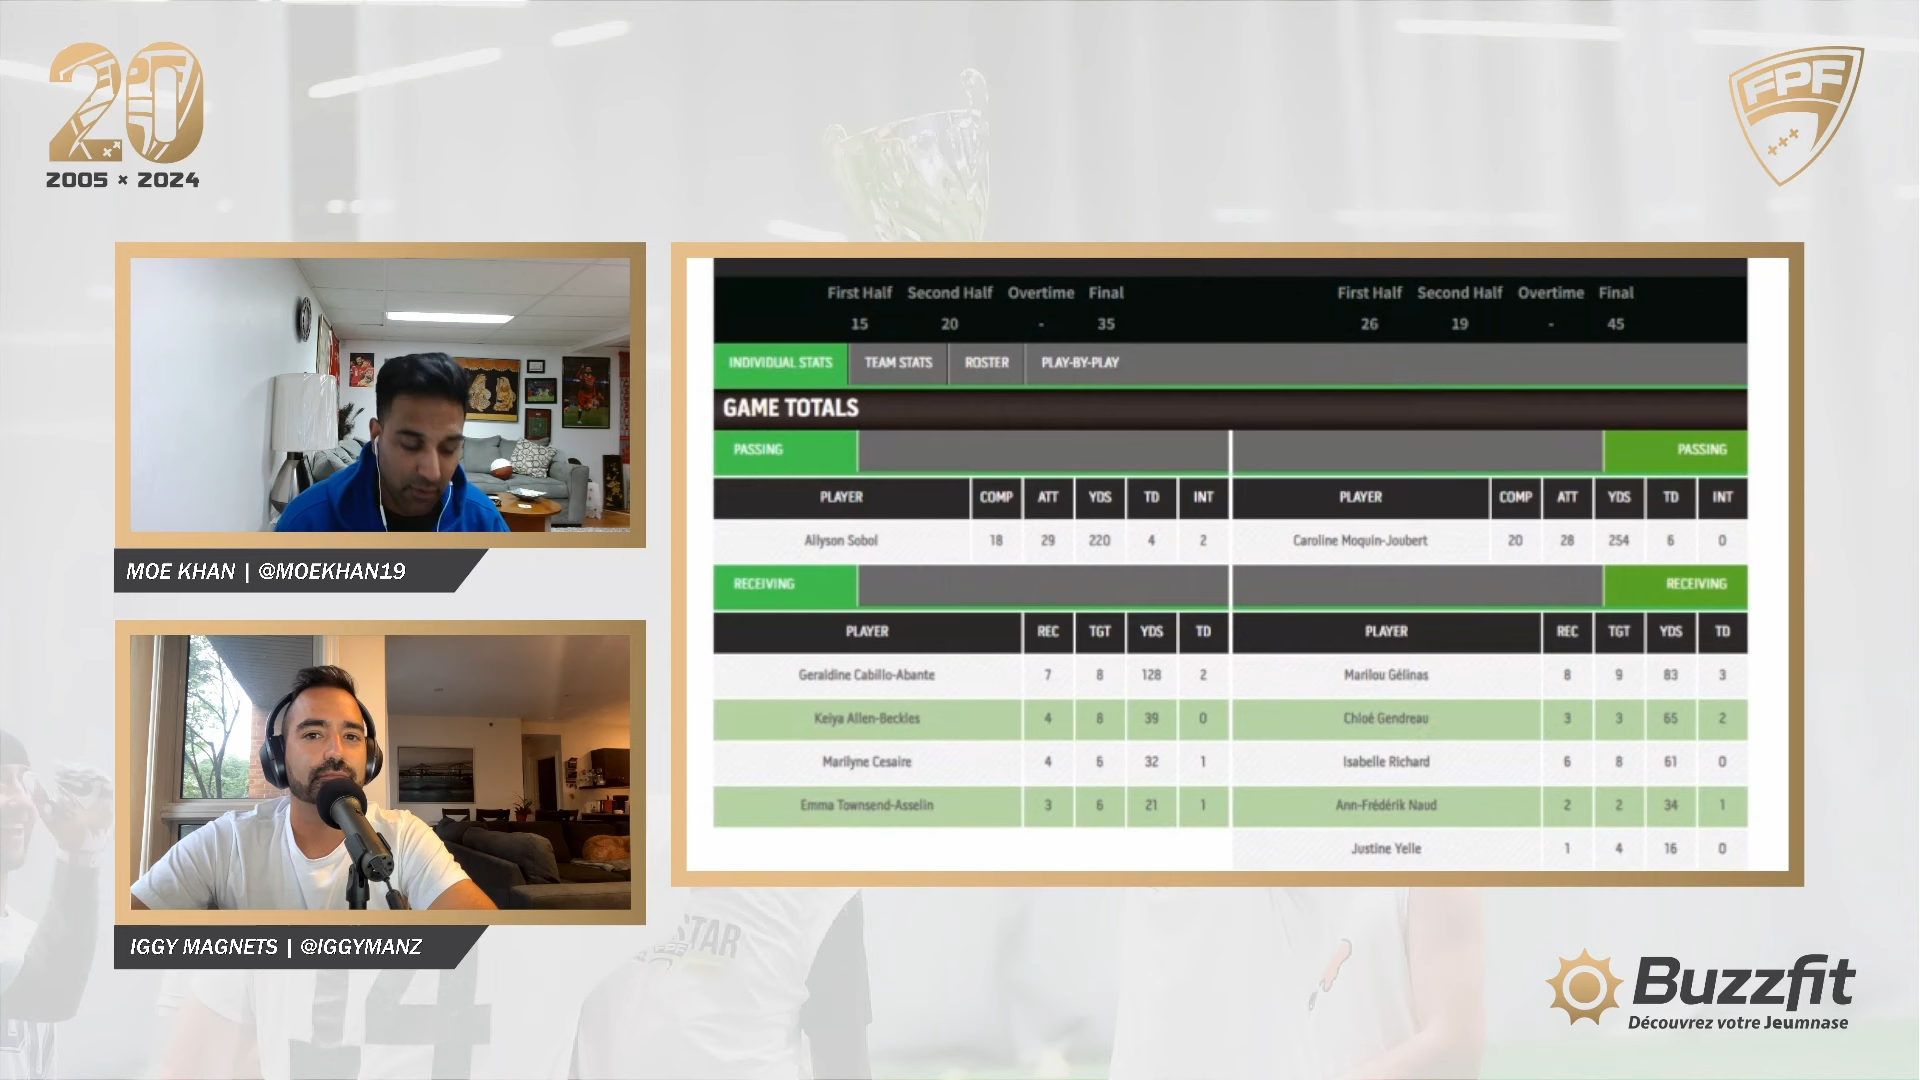 20
FPF
2005 × 2024
First Half Second Half Overtime Final
15 20 - 35
First Half Second Half Overtime Final
26 19 - 45
INDIVIDUAL STATS TEAM STATS ROSTER PLAY-BY-PLAY
GAME TOTALS
PASSING
PASSING
PLAYER COMP ATT YDS TD INT
PLAYER COMP ATT YDS TD INT
Allyson Sobol 18 29 220 4 2
Caroline Moquin-Joubert 20 28 254 6 0
RECEIVING
RECEIVING
PLAYER REC TGT YDS TD
PLAYER REC TGT YDS TD
Geraldine Cabillo-Abante 7 8 128 2
Marilou Gélinas 8 9 83 3
Keiya Allen-Beckles 4 8 39 0
Chloé Gendreau 3 3 65 2
Marilyne Cesaire 4 6 32 1
Isabelle Richard 6 8 61 0
Emma Townsend-Asselin 3 6 21 1
Ann-Frédérik Naud 2 2 34 1
Justine Yelle 1 4 16 0
MOE KHAN | @MOEKHAN19
IGGY MAGNETS | @IGGYMANZ
STAR
FPF
14
Buzzfit
Découvrez votre Jeumnase